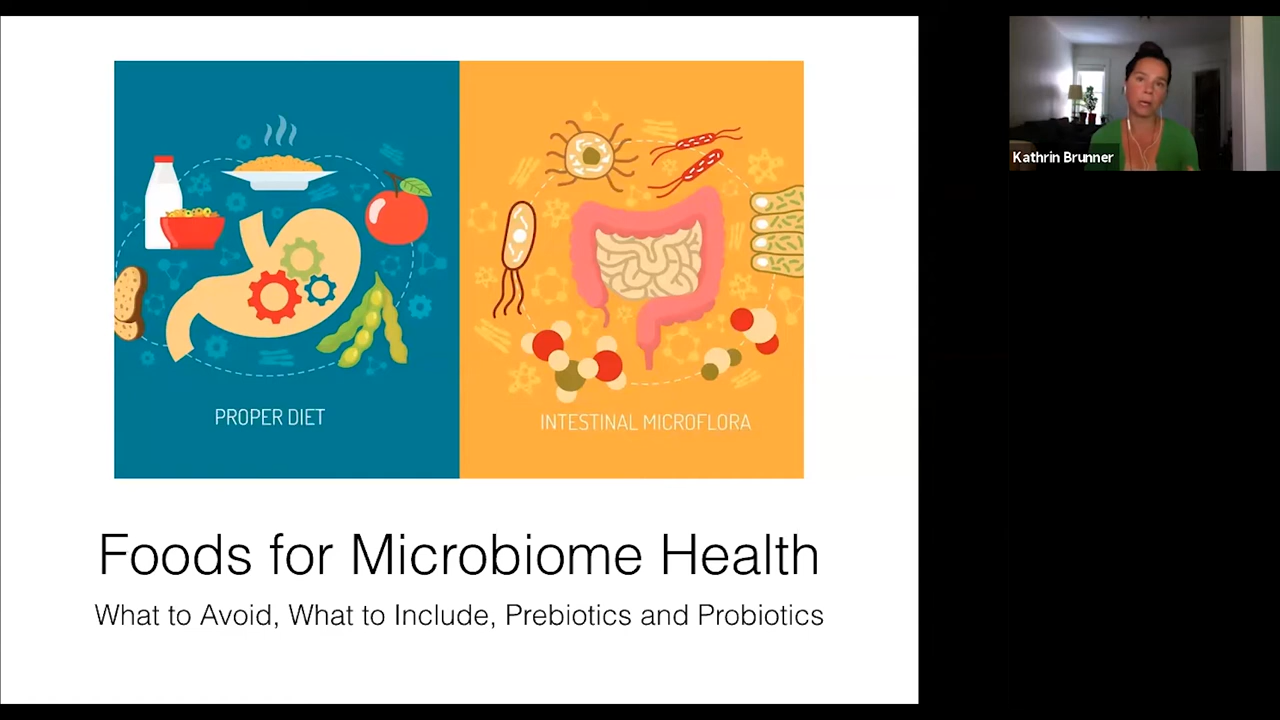 PROPER DIET
INTESTINAL MICROFLORA
Foods for Microbiome Health
What to Avoid, What to Include, Prebiotics and Probiotics
Kathrin Brunner